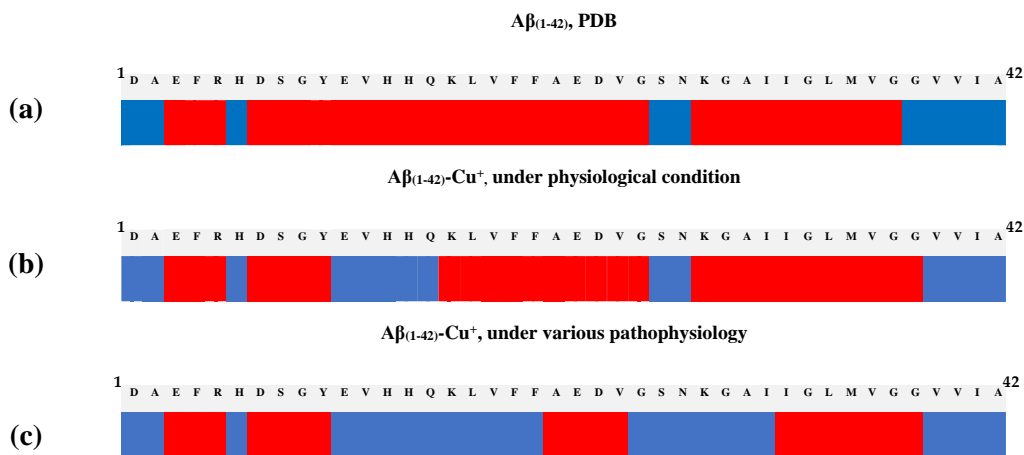 Aβ(1-42), PDB
1 42
D A E F R H D S G Y E V H H Q K L V F F A E D V G S N K G A I I G L M V G G V V I A
(a)
Aβ(1-42)-Cu+, under physiological condition
1 42
D A E F R H D S G Y E V H H Q K L V F F A E D V G S N K G A I I G L M V G G V V I A
(b)
Aβ(1-42)-Cu+, under various pathophysiology
1 42
D A E F R H D S G Y E V H H Q K L V F F A E D V G S N K G A I I G L M V G G V V I A
(c)